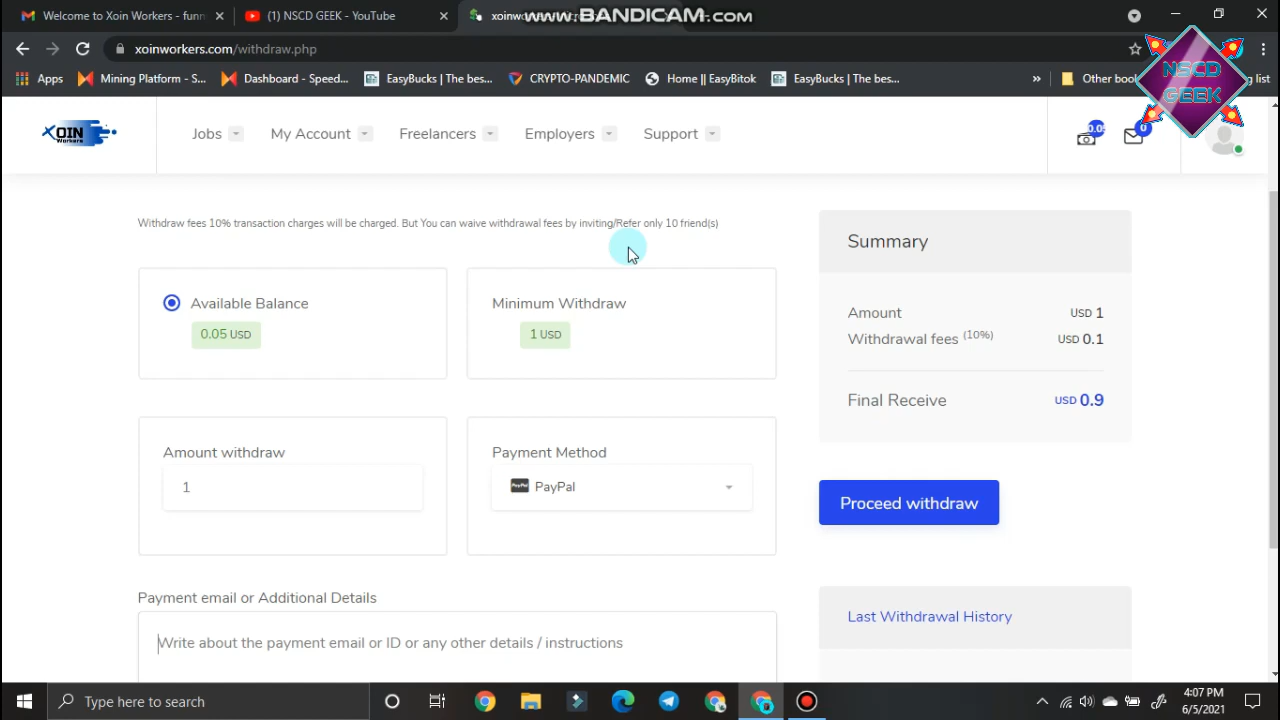 Welcome to Xoin Workers - funn
(1) NSCD GEEK - YouTube
www.BANDICAM.com
xoinworkers.com/withdraw.php
Apps
Mining Platform - S...
Dashboard - Speed...
EasyBucks | The bes...
CRYPTO-PANDEMIC
Home || EasyBitok
EasyBucks | The bes...
»
NSCD
GEEK
XOIN
Workers
Jobs
My Account
Freelancers
Employers
Support
0
Withdraw fees 10% transaction charges will be charged. But You can waive withdrawal fees by inviting/Refer only 10 friend(s)
Available Balance
0.05 USD
Minimum Withdraw
1 USD
Amount withdraw
1
Payment Method
PayPal PayPal
Payment email or Additional Details
Write about the payment email or ID or any other details / instructions
Summary
Amount USD 1
Withdrawal fees (10%) USD 0.1
Final Receive USD 0.9
Proceed withdraw
Last Withdrawal History
Type here to search
4:07 PM
6/5/2021